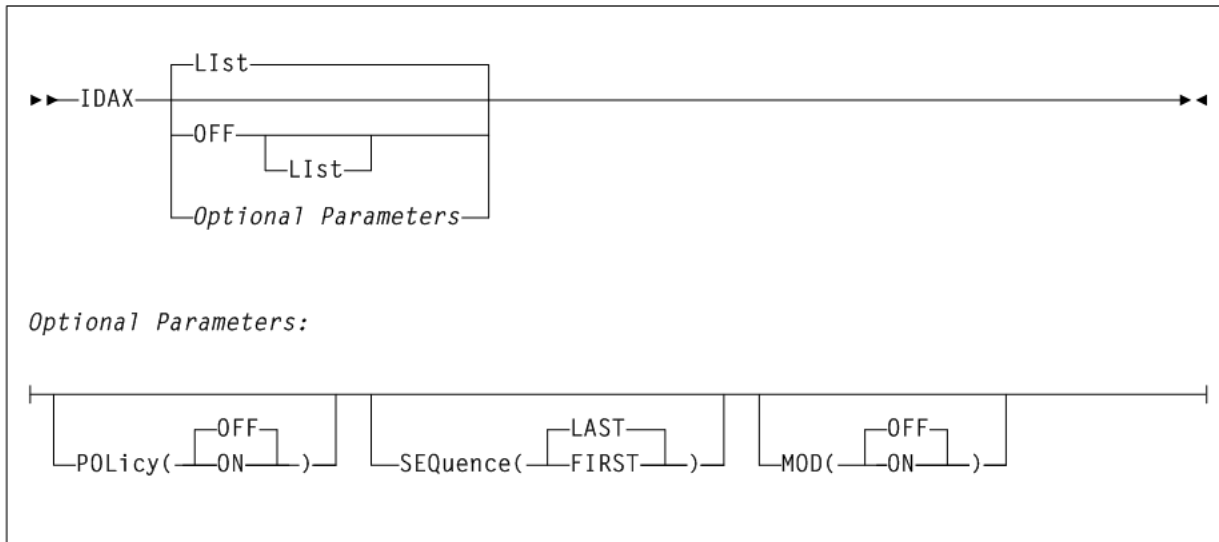 LIst
IDAX
OFF
LIst
Optional Parameters
Optional Parameters:
OFF LAST OFF
POLicy( ON ) SEQuence( FIRST ) MOD( ON )